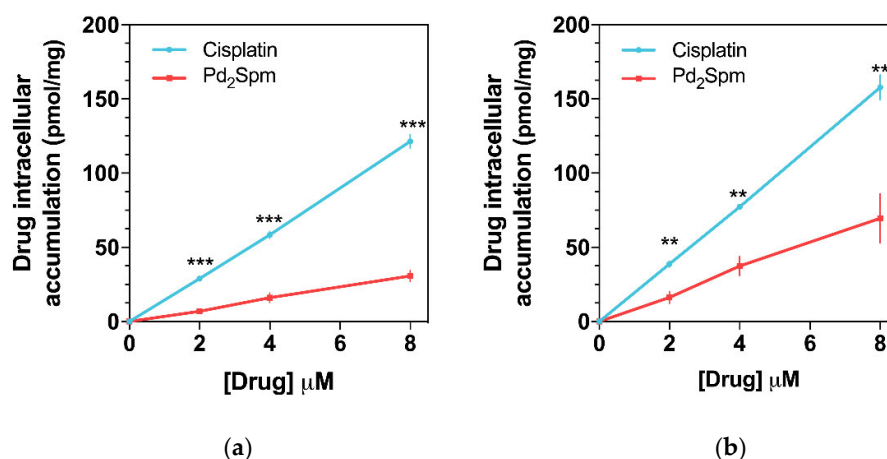 200
150
100
50
0
Drug intracellular
accumulation (pmol/mg)
Cisplatin
Pd₂Spm
***
***
***
0 2 4 6 8
[Drug] μM
(a)
200
150
100
50
0
Drug intracellular
accumulation (pmol/mg)
Cisplatin
Pd₂Spm
**
**
**
0 2 4 6 8
[Drug] μM
(b)